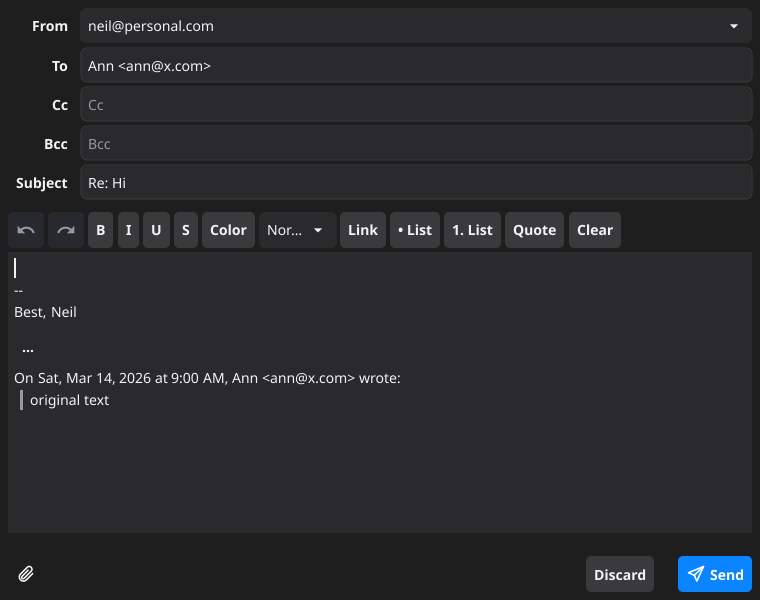 From neil@personal.com
To Ann <ann@x.com>
Cc Cc
Bcc Bcc
Subject Re: Hi
B I U S Color Nor... Link • List 1. List Quote Clear
--
Best, Neil
...
On Sat, Mar 14, 2026 at 9:00 AM, Ann <ann@x.com> wrote:
original text
Discard Send